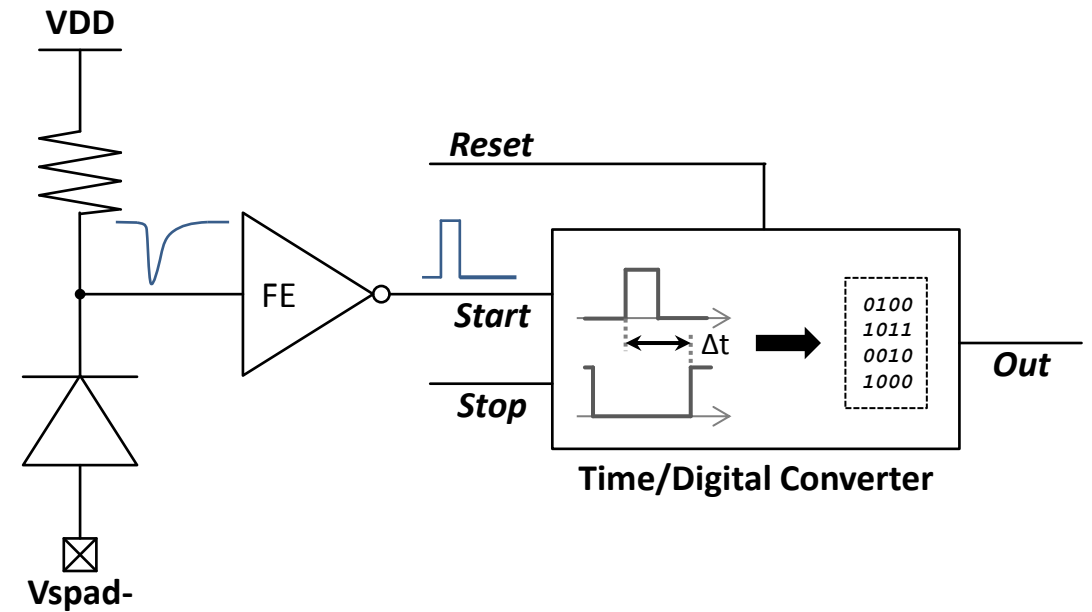 VDD
Reset
FE
Start
Stop
Δt
0100
1011
0010
1000
Out
Time/Digital Converter
Vspad-